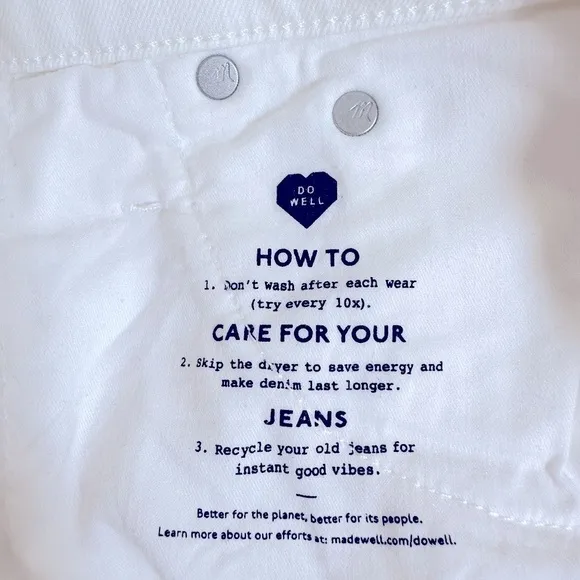 m
m
DO
WELL
HOW TO
1. Don't wash after each wear
(try every 10x).
CARE FOR YOUR
2. Skip the dryer to save energy and
make denim last longer.
JEANS
3. Recycle your old jeans for
instant good vibes.
Better for the planet, better for its people.
Learn more about our efforts at: madewell.com/dowell.